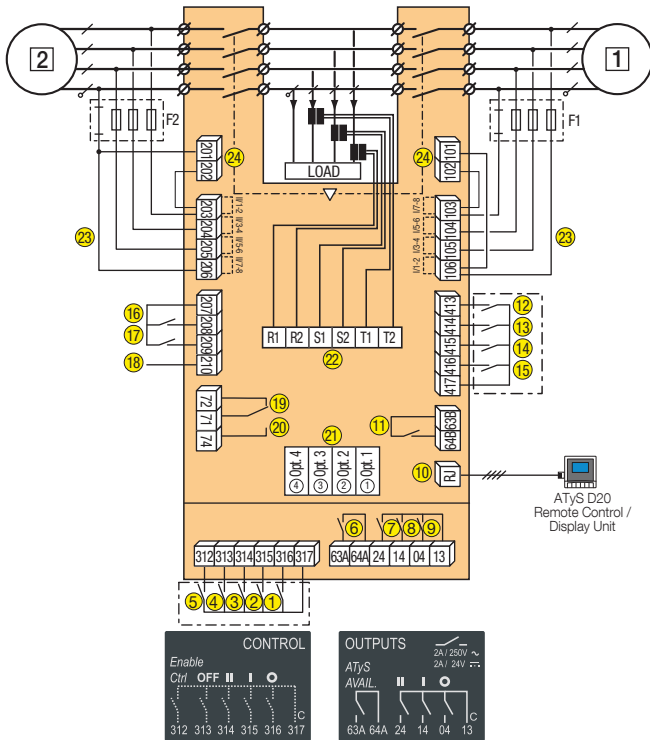 2
1
F2
F1
201
202
24
24
101
102
LOAD
203
204
205
206
II/1-2
II/3-4
II/5-6
II/7-8
I/7-8
I/5-6
I/3-4
I/1-2
103
104
105
106
23
23
207
208
209
210
16
17
18
413
414
415
416
417
12
13
14
15
R1 R2 S1 S2 T1 T2
22
72
71
74
19
20
11
63B
64B
21
Opt. 4 ④
Opt. 3 ③
Opt. 2 ②
Opt. 1 ①
10
RJ
ATyS D20
Remote Control /
Display Unit
6 7 8 9
312 313 314 315 316 317
63A 64A 24 14 04 13
5 4 3 2 1
CONTROL
Enable
Ctrl OFF II I O
C
312 313 314 315 316 317
OUTPUTS
2A / 250V ~
2A / 24V ⎓
ATyS
AVAIL. II I O
C
63A 64A 24 14 04 13